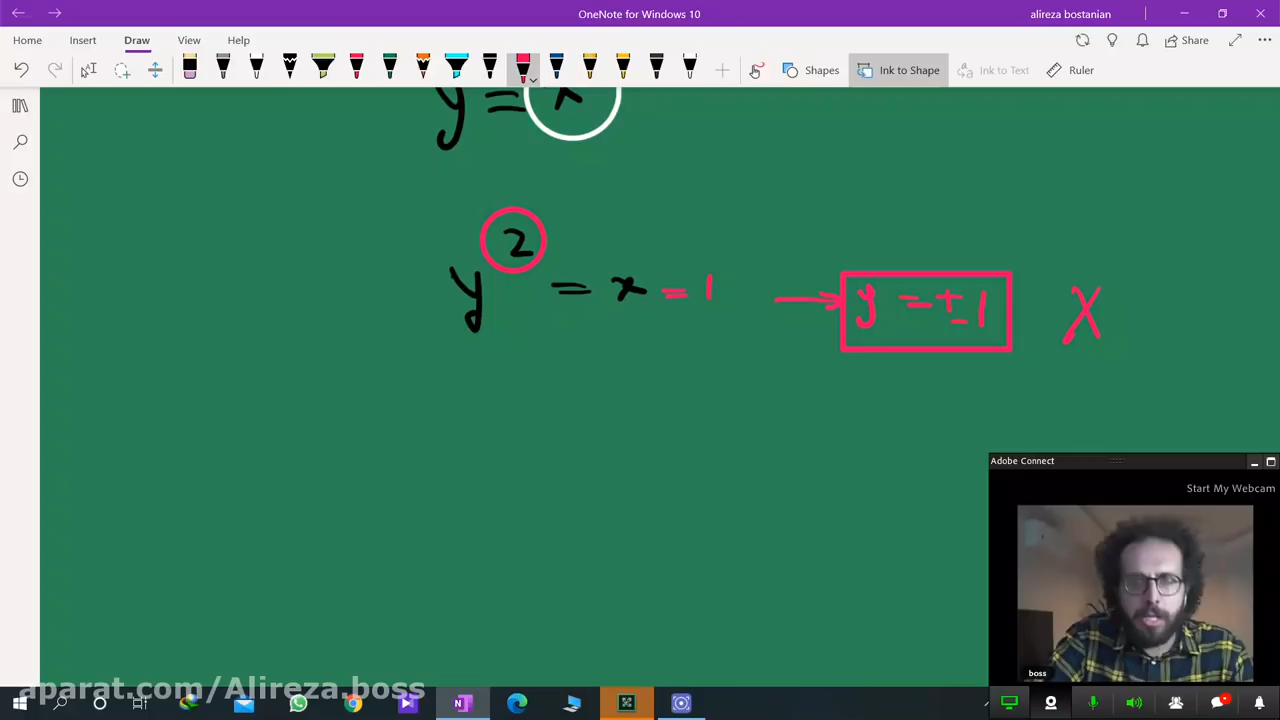 OneNote for Windows 10
alireza bostanian
Home Insert Draw View Help
Share
Shapes Ink to Shape Ink to Text Ruler
y = x
y² = x = 1 → y = ± 1 X
Adobe Connect
Start My Webcam
boss
aparat.com/Alireza.boss